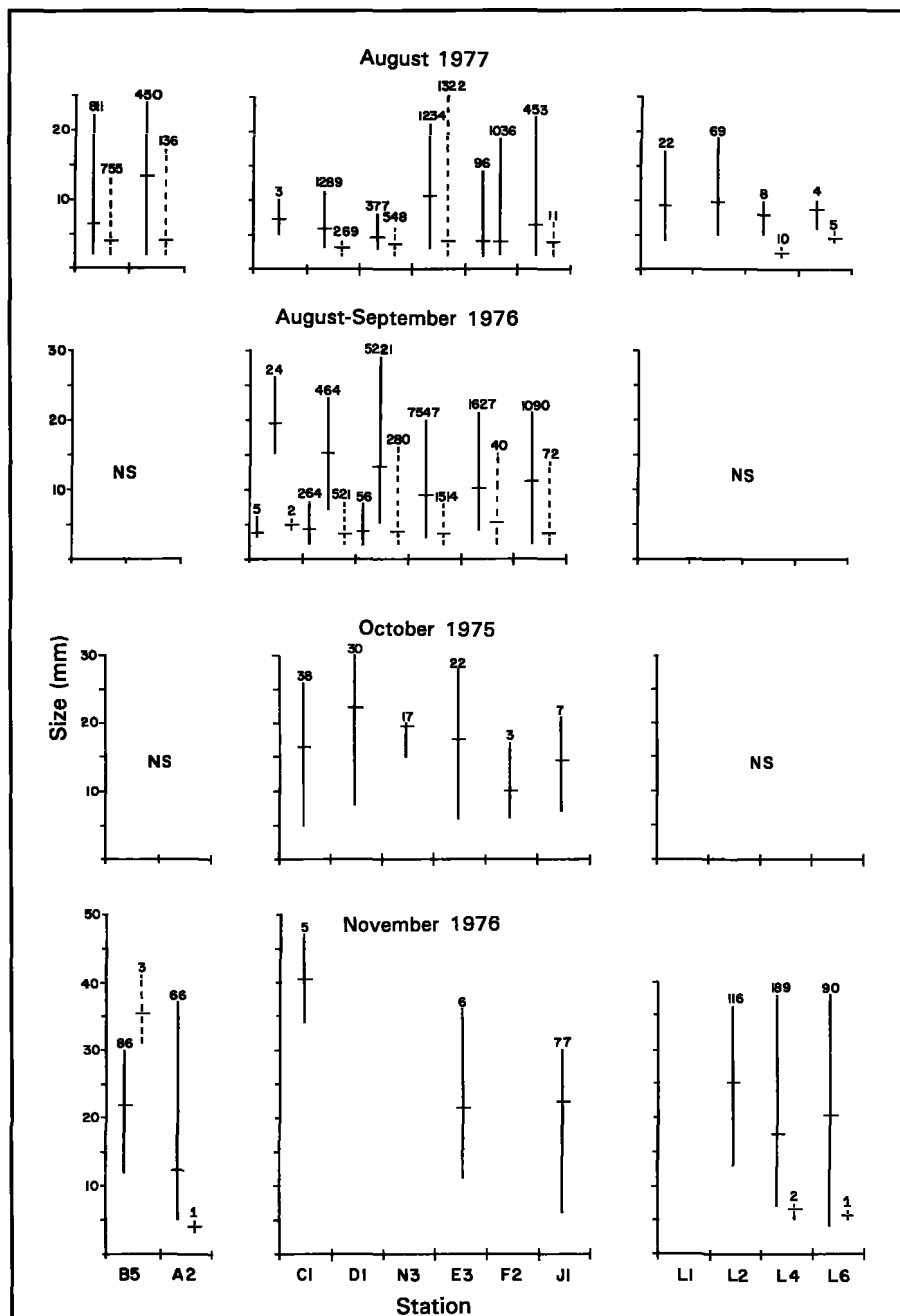 August 1977
811 755 450 136
3 1289 269 377 548 1234 1322 96 1036 453 11
22 69 8 10 4 5
20
10
0
August-September 1976
30
20
10
NS
5 24 2 264 464 521 56 5221 280 7547 1514 1627 40 1090 72
NS
October 1975
30
20
10
NS
38 30 17 22 3 7
NS
November 1976
50
40
30
20
10
86 3 66 1
5 6 77
116 189 2 90 1
Size (mm)
B5 A2 C1 D1 N3 E3 F2 J1 L1 L2 L4 L6
Station